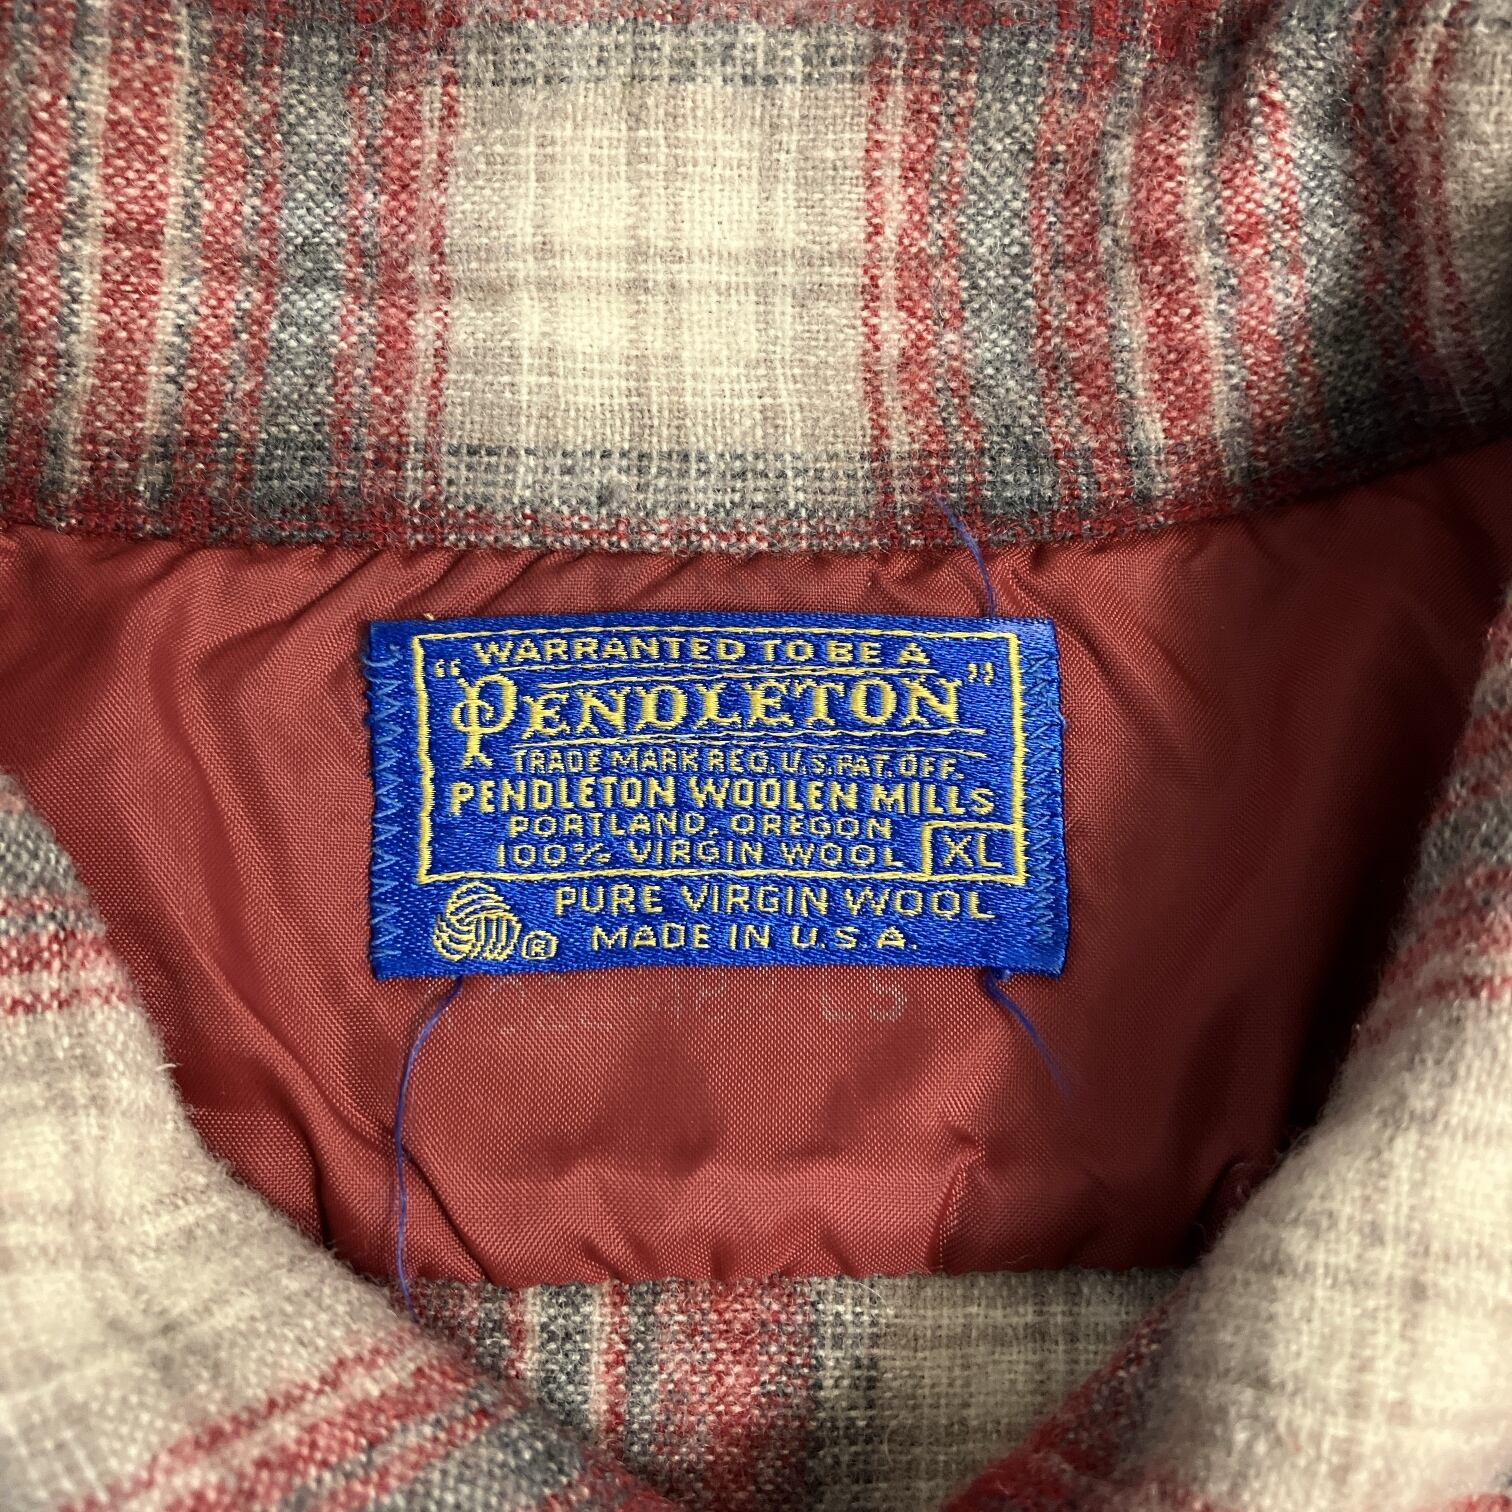 WARRANTED TO BE A
"PENDLETON"
TRADE MARK REG. U.S. PAT. OFF.
PENDLETON WOOLEN MILLS
PORTLAND, OREGON
100% VIRGIN WOOL XL
PURE VIRGIN WOOL
® MADE IN U.S.A.